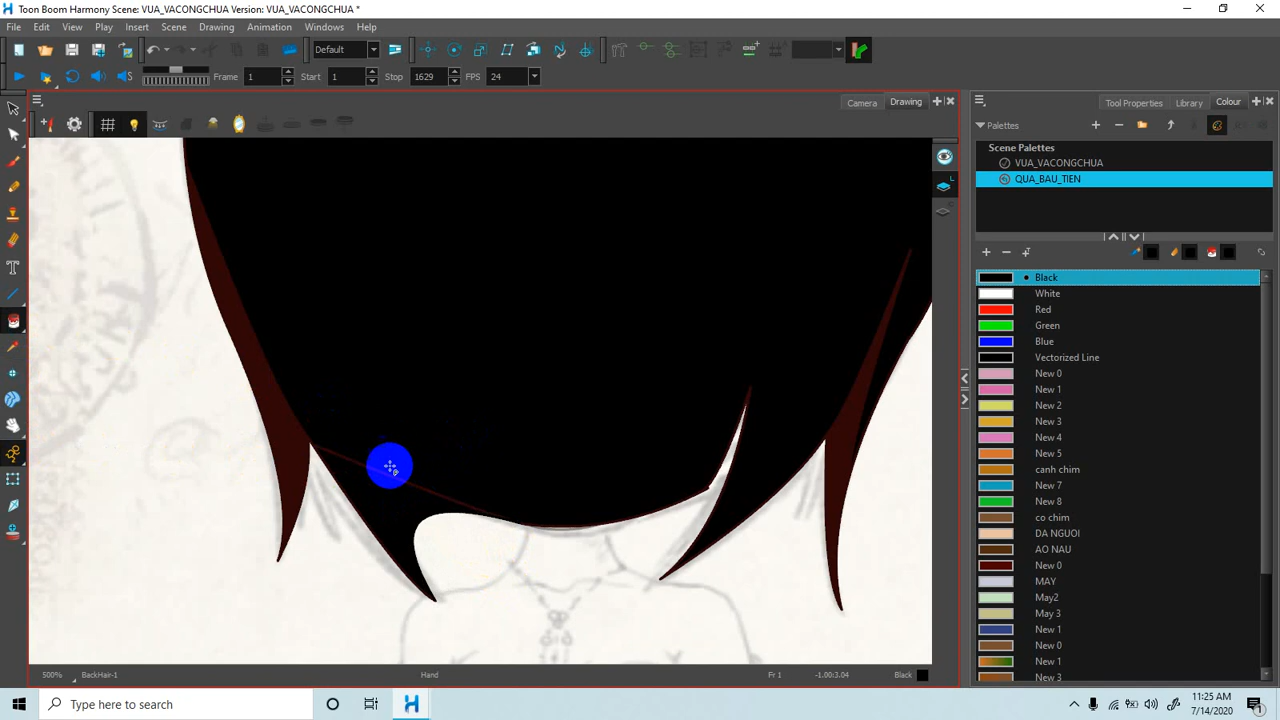 Toon Boom Harmony Scene: VUA_VACONGCHUA Version: VUA_VACONGCHUA *
File Edit View Play Insert Scene Drawing Animation Windows Help
Default
Frame 1 Start 1 Stop 1629 FPS 24
Camera Drawing
Tool Properties Library Colour
Palettes
Scene Palettes
VUA_VACONGCHUA
QUA_BAU_TIEN
Black
White
Red
Green
Blue
Vectorized Line
New 0
New 1
New 2
New 3
New 4
New 5
canh chim
New 7
New 8
co chim
DA NGUOI
AO NAU
New 0
MAY
May2
May 3
New 1
New 0
New 1
New 3
500% BackHair-1 Hand Fr 1 -1.00:3.04 Black
Type here to search
11:25 AM
7/14/2020